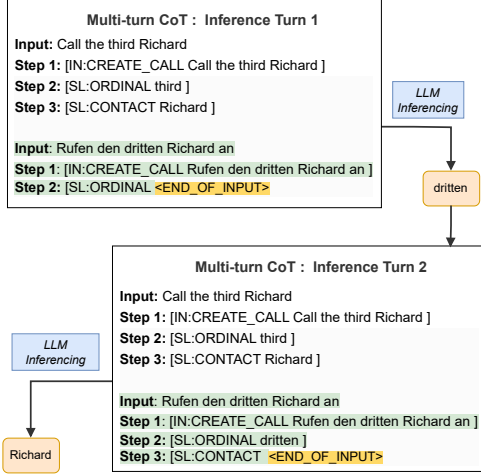 Multi-turn CoT : Inference Turn 1
Input: Call the third Richard
Step 1: [IN:CREATE_CALL Call the third Richard ]
Step 2: [SL:ORDINAL third ]
Step 3: [SL:CONTACT Richard ]
Input: Rufen den dritten Richard an
Step 1: [IN:CREATE_CALL Rufen den dritten Richard an ]
Step 2: [SL:ORDINAL <END_OF_INPUT>
LLM
Inferencing
dritten
Multi-turn CoT : Inference Turn 2
Input: Call the third Richard
Step 1: [IN:CREATE_CALL Call the third Richard ]
Step 2: [SL:ORDINAL third ]
Step 3: [SL:CONTACT Richard ]
Input: Rufen den dritten Richard an
Step 1: [IN:CREATE_CALL Rufen den dritten Richard an ]
Step 2: [SL:ORDINAL dritten ]
Step 3: [SL:CONTACT <END_OF_INPUT>
LLM
Inferencing
Richard